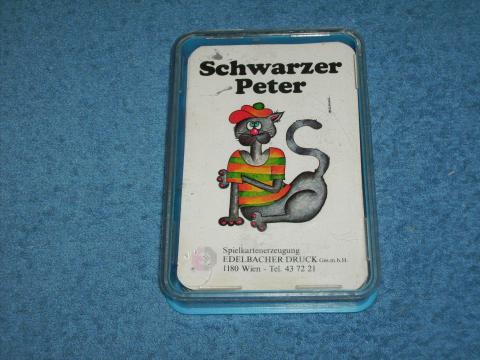 Schwarzer
Peter
Spielkartenerzeugung
EDELBACHER DRUCK Ges.m.b.H.
1180 Wien - Tel. 43 72 21